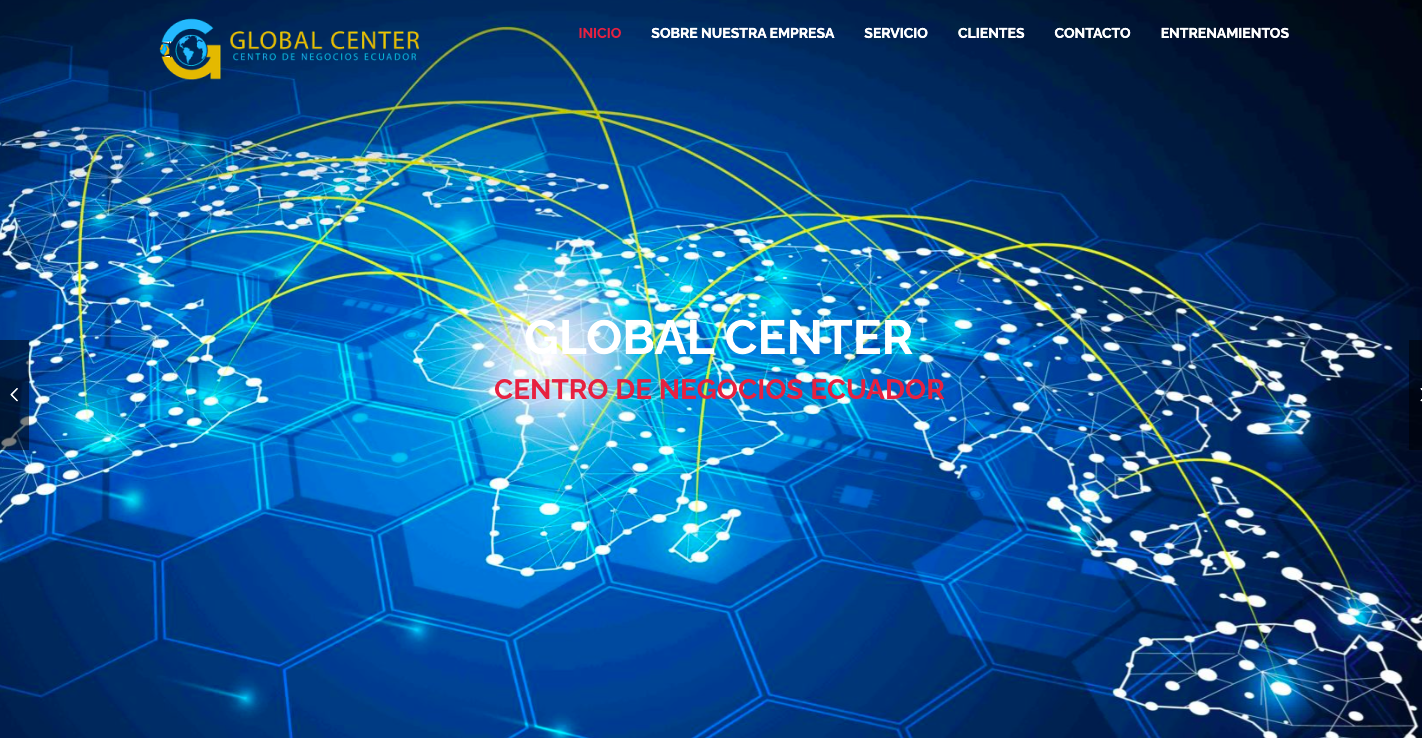 GLOBAL CENTER
CENTRO DE NEGOCIOS ECUADOR
INICIO SOBRE NUESTRA EMPRESA SERVICIO CLIENTES CONTACTO ENTRENAMIENTOS
GLOBAL CENTER
CENTRO DE NEGOCIOS ECUADOR